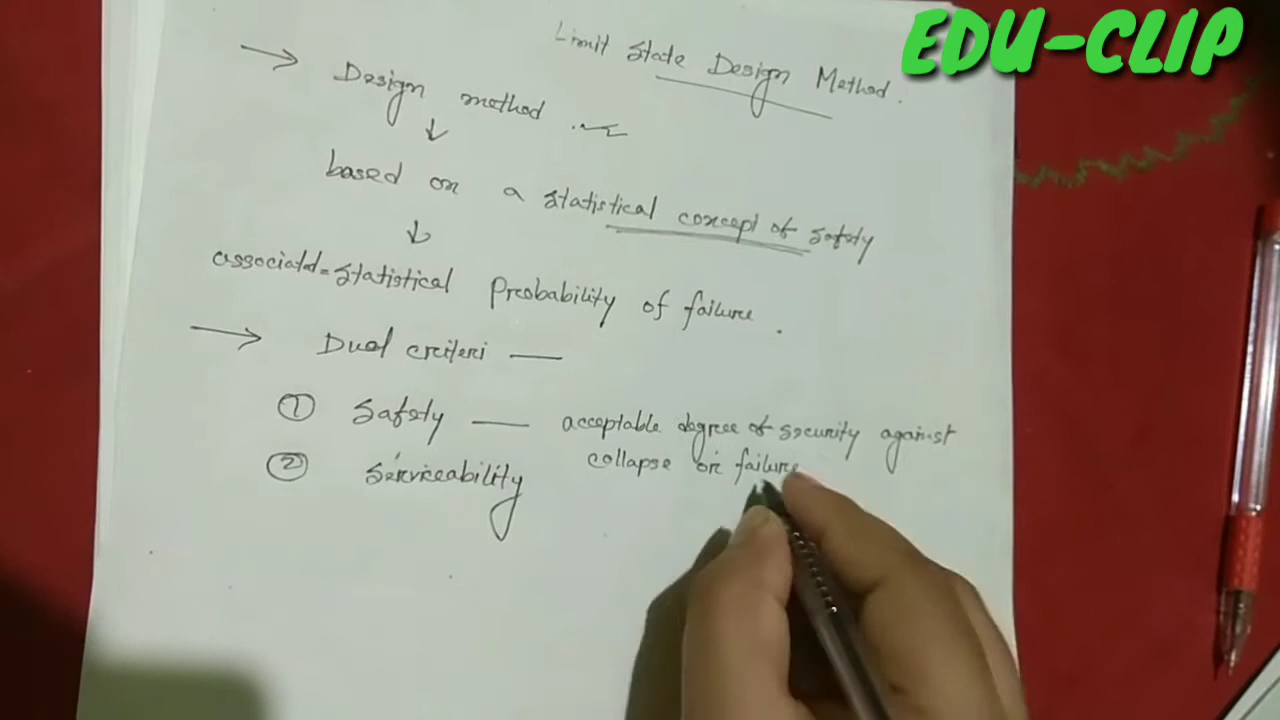 EDU-CLIP
Limit State Design Method.
Design method
based on a statistical concept of safety
associated statistical Probability of failure.
Dual criteri —
① Safety — acceptable degree of security against
collapse or failure
② Serviceability